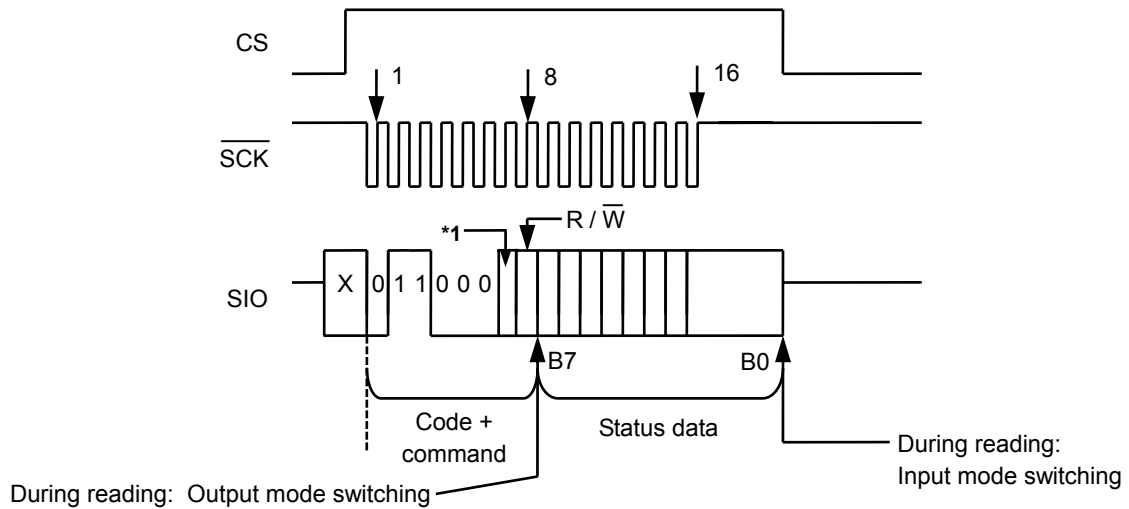 CS
1
8
16
S̅C̅K̅
*1
R / W̅
X 0 1 1 0 0 0
SIO
B7
B0
Code +
command
Status data
During reading: Output mode switching
During reading:
Input mode switching